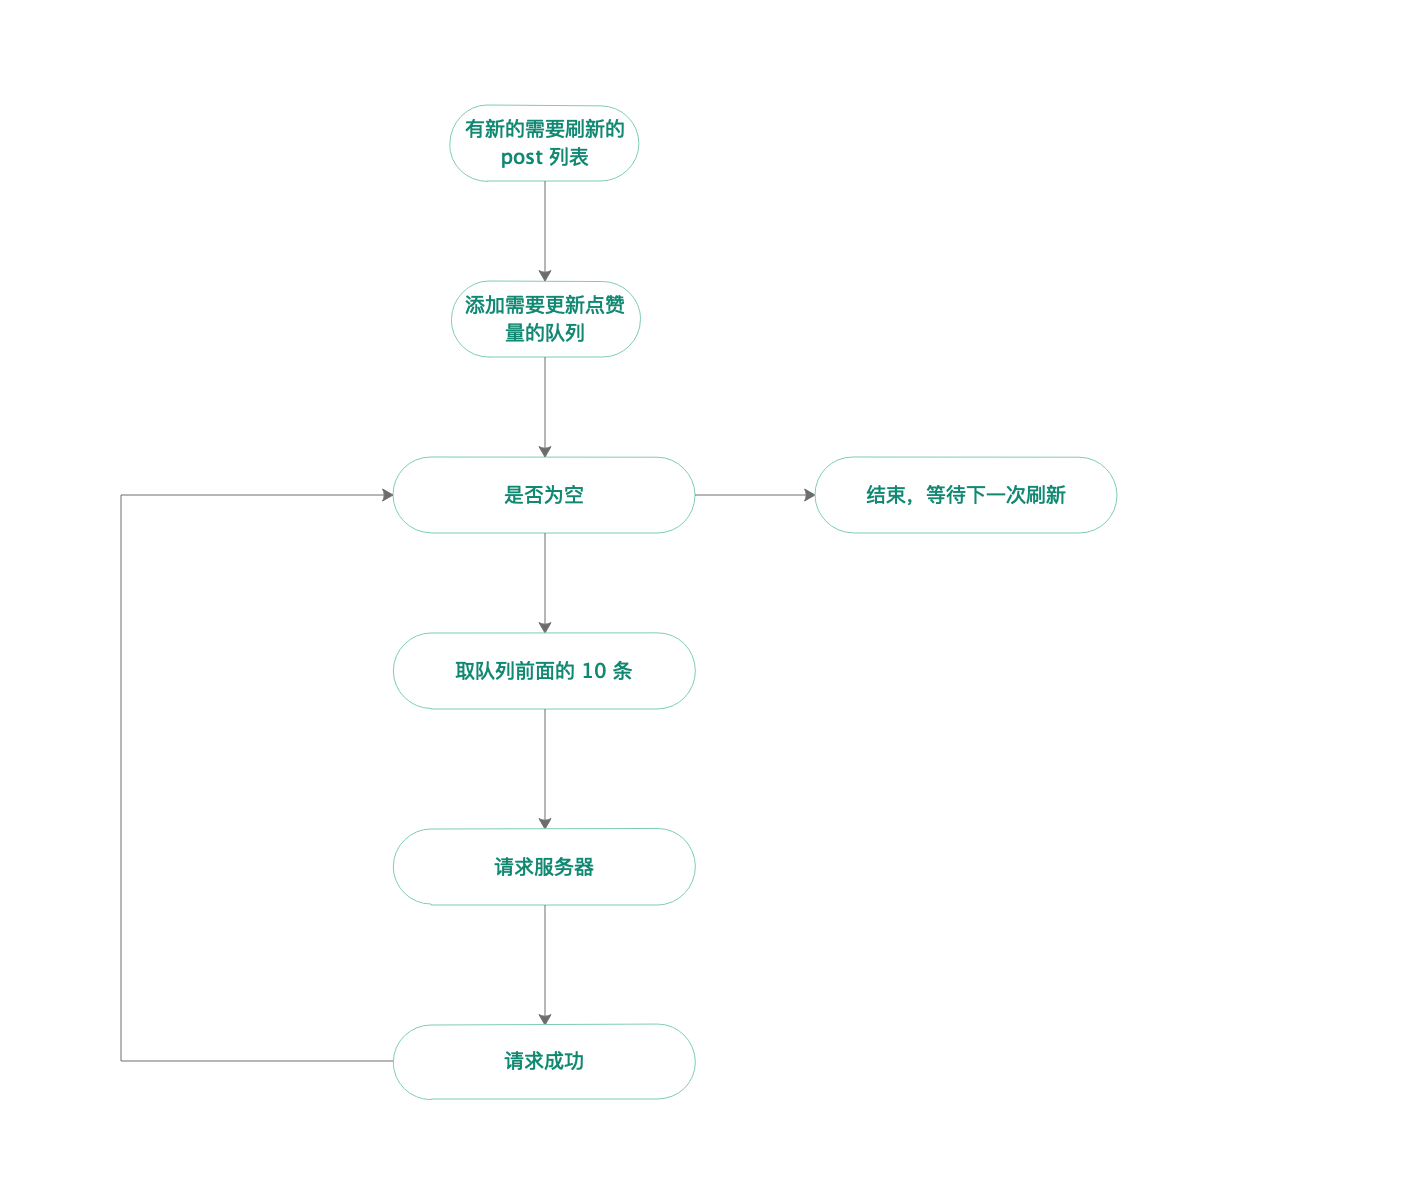 有新的需要刷新的
post 列表
添加需要更新点赞
量的队列
是否为空
结束，等待下一次刷新
取队列前面的 10 条
请求服务器
请求成功